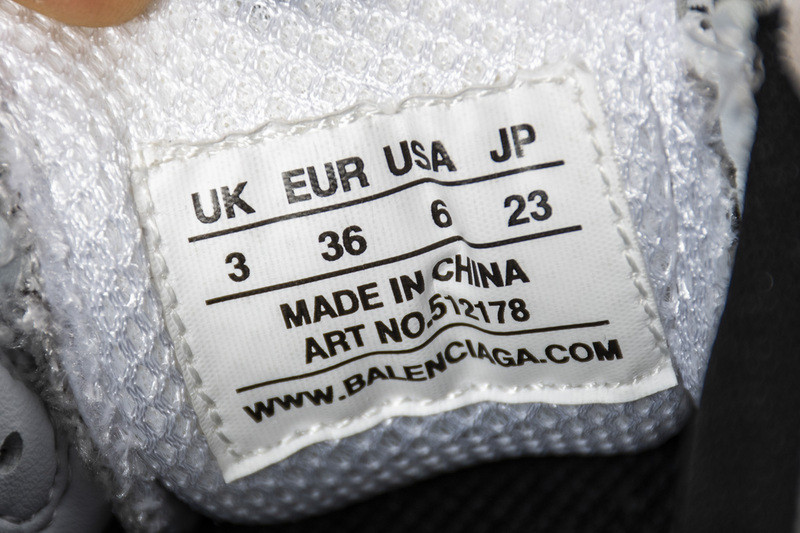 UK EUR USA JP
3 36 6 23
MADE IN CHINA
ART NO.512178
WWW.BALENCIAGA.COM